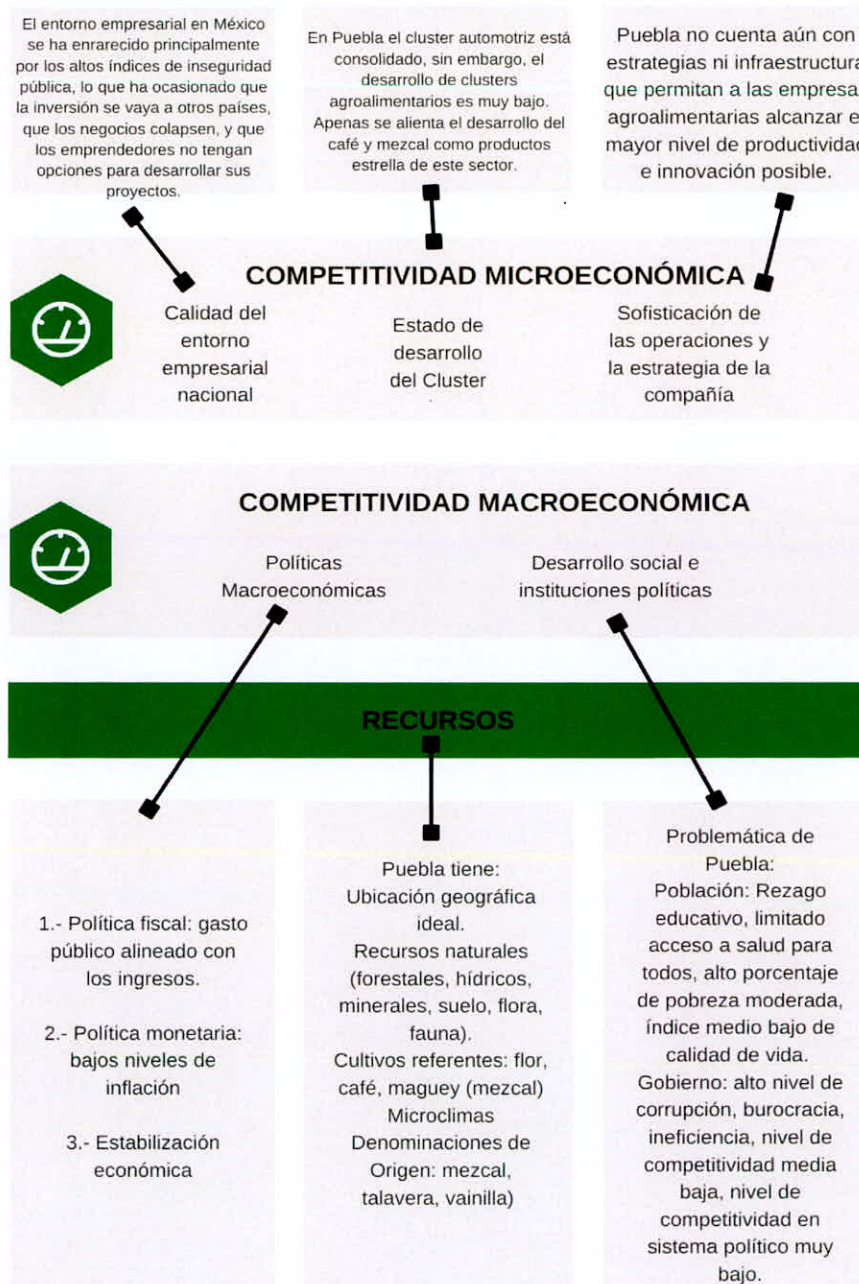 El entorno empresarial en México
se ha enrarecido principalmente
por los altos índices de inseguridad
pública, lo que ha ocasionado que
la inversión se vaya a otros países,
que los negocios colapsen, y que
los emprendedores no tengan
opciones para desarrollar sus
proyectos.
En Puebla el cluster automotriz está
consolidado, sin embargo, el
desarrollo de clusters
agroalimentarios es muy bajo.
Apenas se alienta el desarrollo del
café y mezcal como productos
estrella de este sector.
Puebla no cuenta aún con
estrategias ni infraestructura
que permitan a las empresa
agroalimentarias alcanzar e
mayor nivel de productividad
e innovación posible.
COMPETITIVIDAD MICROECONÓMICA
Calidad del
entorno
empresarial
nacional
Estado de
desarrollo
del Cluster
Sofisticación de
las operaciones y
la estrategia de la
compañía
COMPETITIVIDAD MACROECONÓMICA
Políticas
Macroeconómicas
Desarrollo social e
instituciones políticas
RECURSOS
1.- Política fiscal: gasto
público alineado con
los ingresos.
2.- Política monetaria:
bajos niveles de
inflación
3.- Estabilización
económica
Puebla tiene:
Ubicación geográfica
ideal.
Recursos naturales
(forestales, hídricos,
minerales, suelo, flora,
fauna).
Cultivos referentes: flor,
café, maguey (mezcal)
Microclimas
Denominaciones de
Origen: mezcal,
talavera, vainilla)
Problemática de
Puebla:
Población: Rezago
educativo, limitado
acceso a salud para
todos, alto porcentaje
de pobreza moderada,
índice medio bajo de
calidad de vida.
Gobierno: alto nivel de
corrupción, burocracia,
ineficiencia, nivel de
competitividad media
baja, nivel de
competitividad en
sistema político muy
bajo.